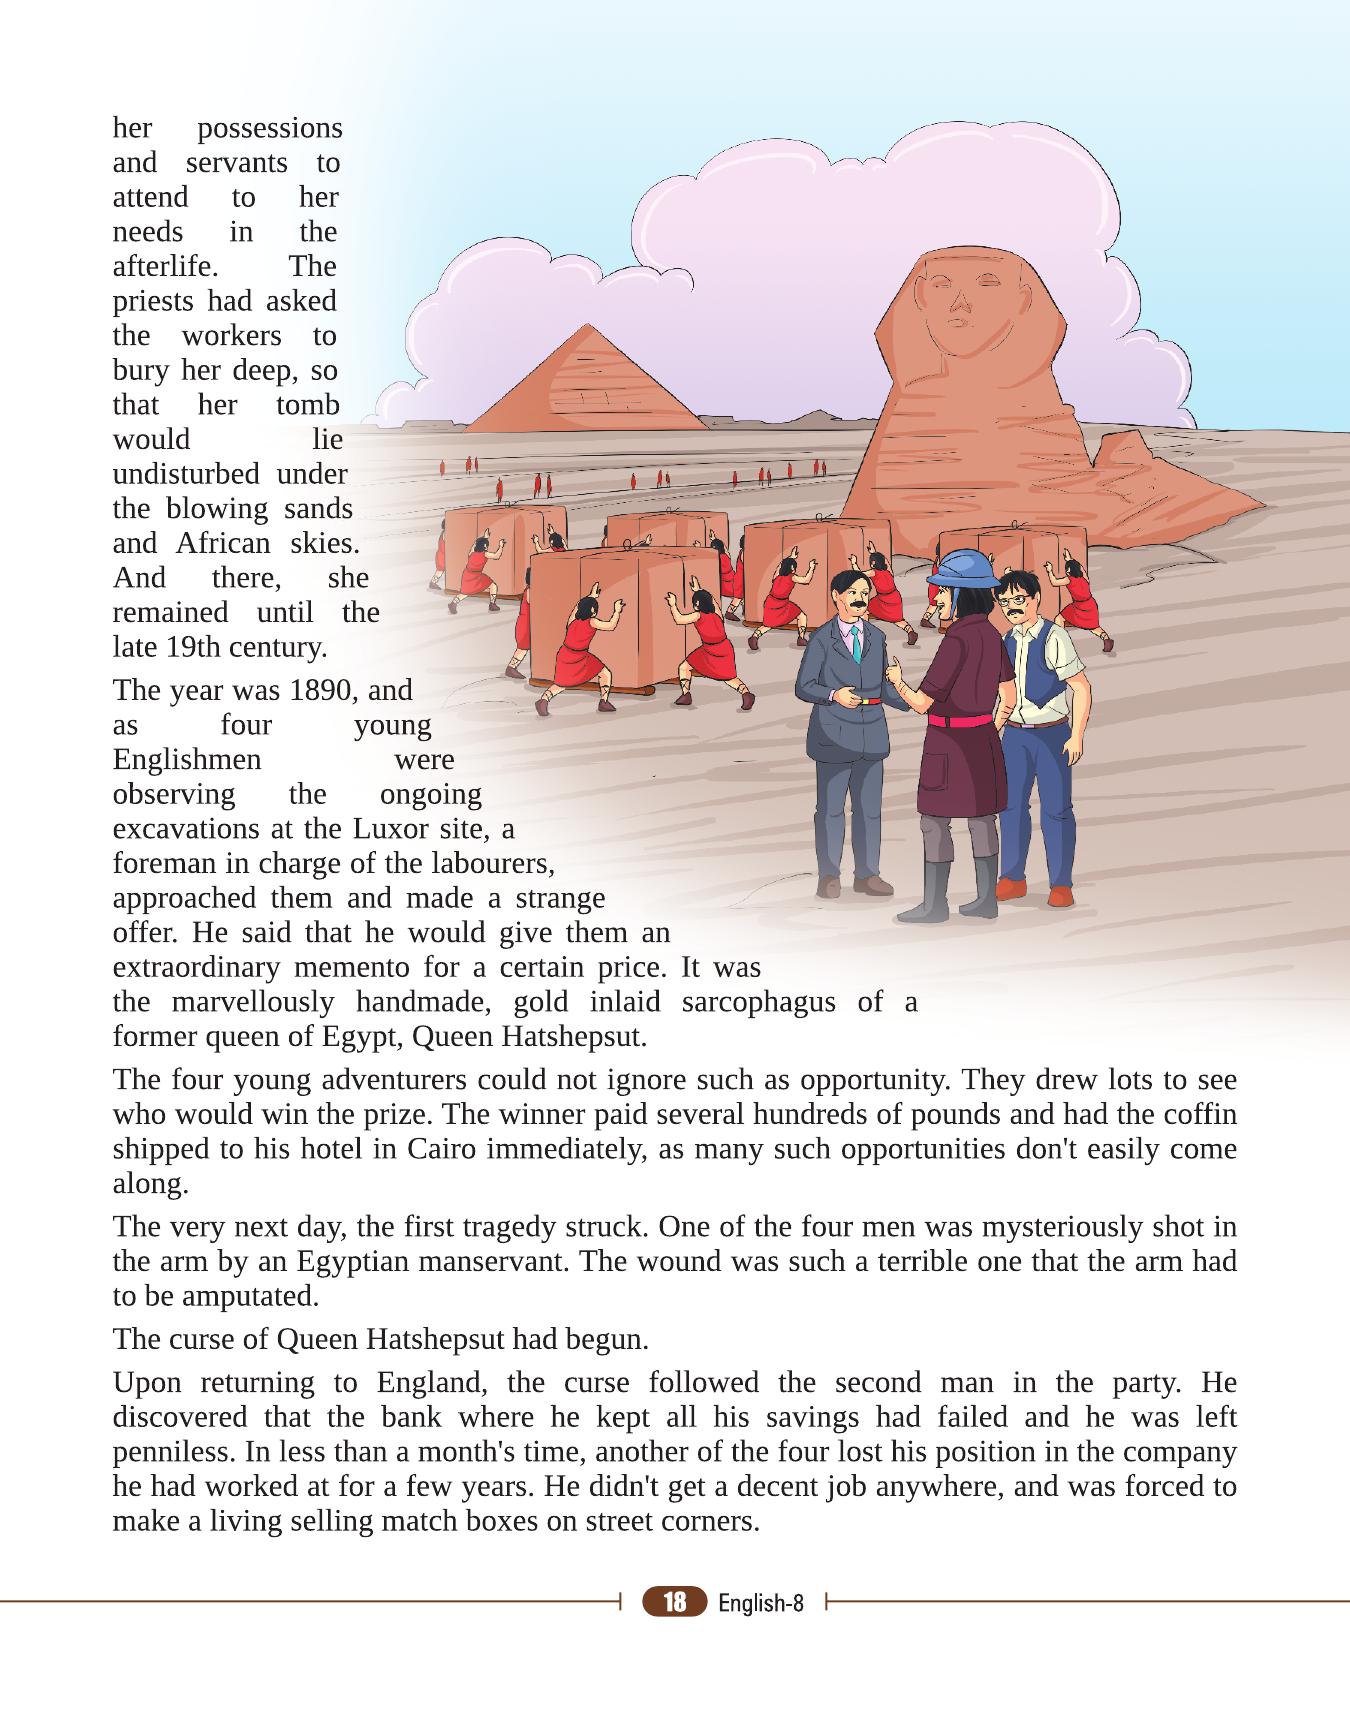 her possessions
and servants to
attend to her
needs in the
afterlife. The
priests had asked
the workers to
bury her deep, so
that her tomb
would lie
undisturbed under
the blowing sands
and African skies.
And there, she
remained until the
late 19th century.
The year was 1890, and
as four young
Englishmen were
observing the ongoing
excavations at the Luxor site, a
foreman in charge of the labourers,
approached them and made a strange
offer. He said that he would give them an
extraordinary memento for a certain price. It was
the marvellously handmade, gold inlaid sarcophagus of a
former queen of Egypt, Queen Hatshepsut.
The four young adventurers could not ignore such as opportunity. They drew lots to see
who would win the prize. The winner paid several hundreds of pounds and had the coffin
shipped to his hotel in Cairo immediately, as many such opportunities don't easily come
along.
The very next day, the first tragedy struck. One of the four men was mysteriously shot in
the arm by an Egyptian manservant. The wound was such a terrible one that the arm had
to be amputated.
The curse of Queen Hatshepsut had begun.
Upon returning to England, the curse followed the second man in the party. He
discovered that the bank where he kept all his savings had failed and he was left
penniless. In less than a month's time, another of the four lost his position in the company
he had worked at for a few years. He didn't get a decent job anywhere, and was forced to
make a living selling match boxes on street corners.
18 English-8